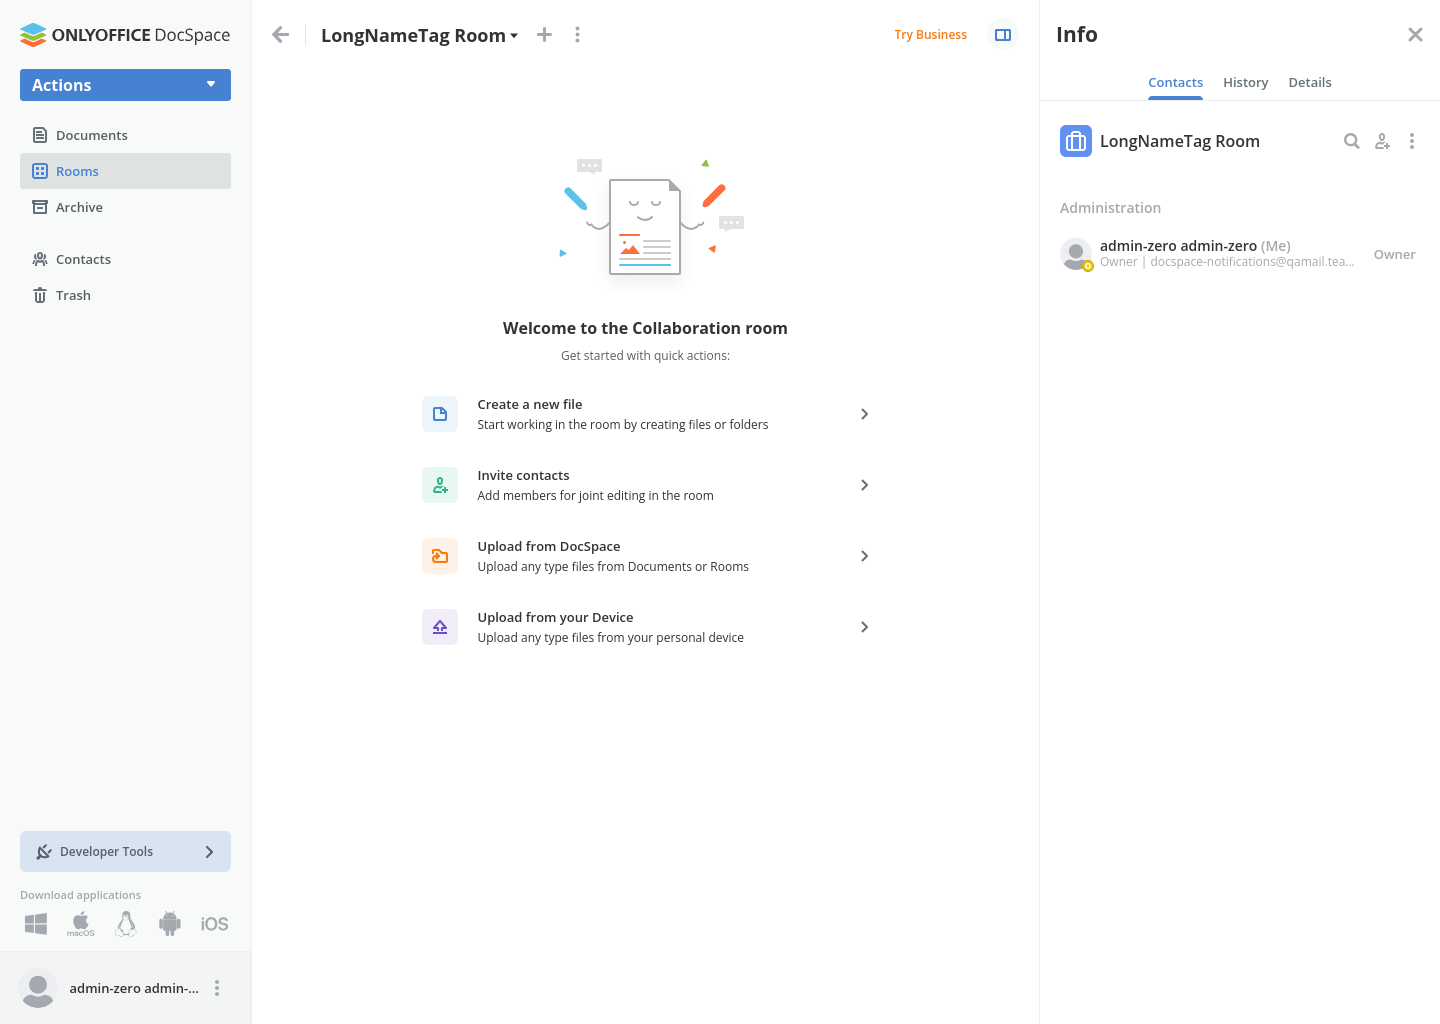 ONLYOFFICE DocSpace
Actions
Documents
Rooms
Archive
Contacts
Trash
Developer Tools
Download applications
macOS
iOS
admin-zero admin-...
LongNameTag Room
Try Business
Welcome to the Collaboration room
Get started with quick actions:
Create a new file
Start working in the room by creating files or folders
Invite contacts
Add members for joint editing in the room
Upload from DocSpace
Upload any type files from Documents or Rooms
Upload from your Device
Upload any type files from your personal device
Info
Contacts History Details
LongNameTag Room
Administration
admin-zero admin-zero (Me)
Owner | docspace-notifications@qamail.tea...
Owner